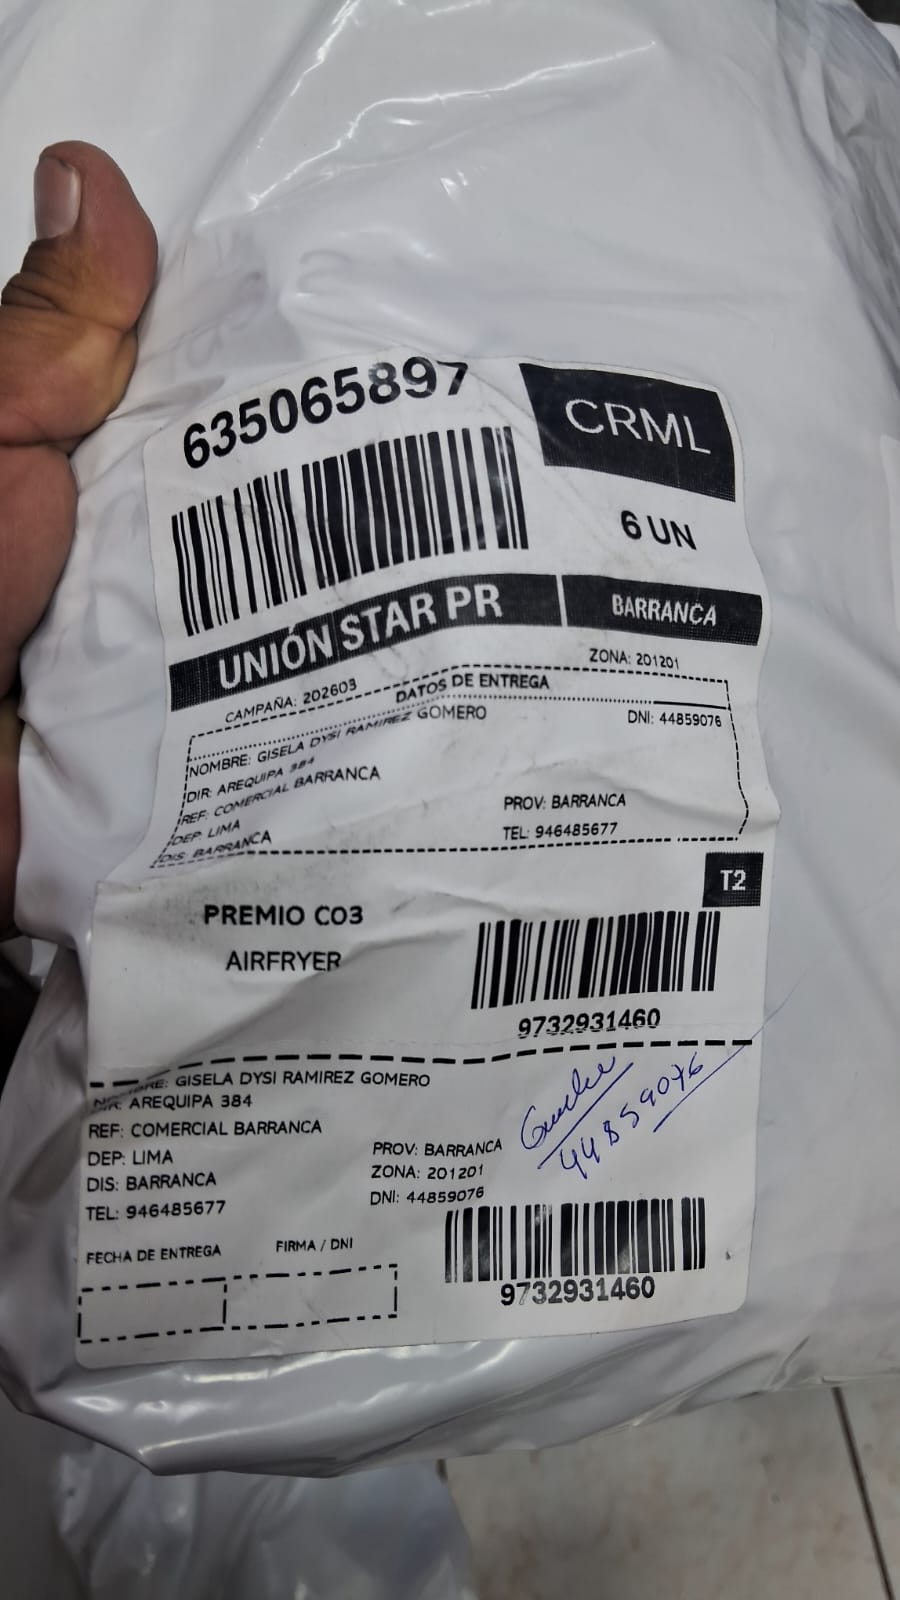 635065897
CRML
6 UN
UNIÓN STAR PR
BARRANCA
CAMPAÑA: 202603
ZONA: 201201
DATOS DE ENTREGA
NOMBRE: GISELA DYSI RAMIREZ GOMERO
DNI: 44859076
DIR: AREQUIPA 384
REF: COMERCIAL BARRANCA
DEP: LIMA
PROV: BARRANCA
DIS: BARRANCA
TEL: 946485677
T2
PREMIO C03
AIRFRYER
9732931460
NOMBRE: GISELA DYSI RAMIREZ GOMERO
DIR: AREQUIPA 384
REF: COMERCIAL BARRANCA
DEP: LIMA
PROV: BARRANCA
DIS: BARRANCA
ZONA: 201201
TEL: 946485677
DNI: 44859076
44859076
FECHA DE ENTREGA
FIRMA / DNI
9732931460